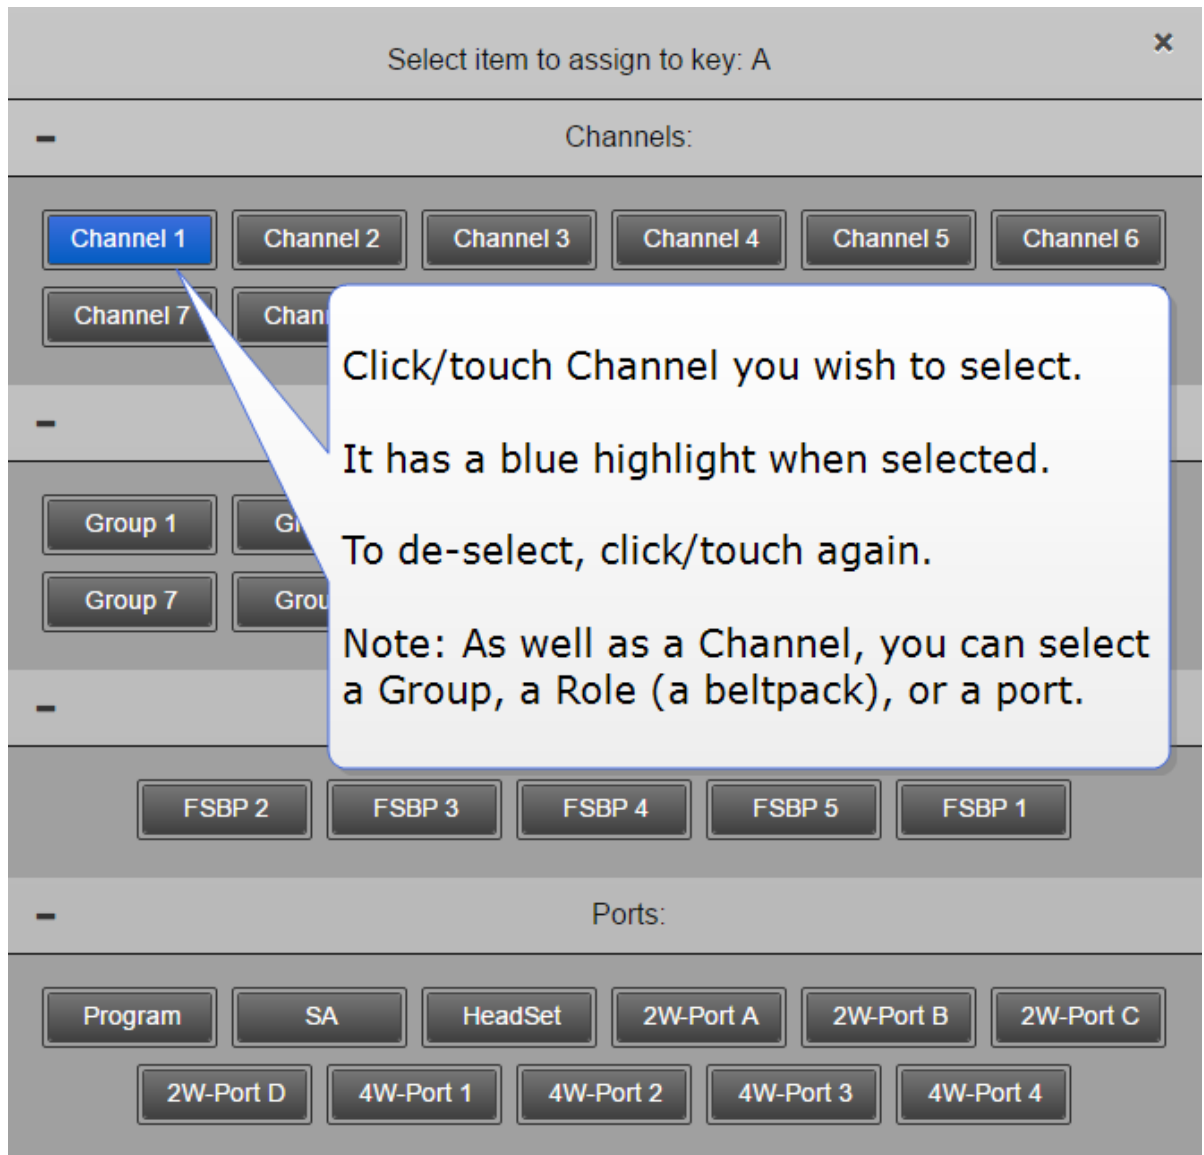 Select item to assign to key: A
Channels:
Channel 1 Channel 2 Channel 3 Channel 4 Channel 5 Channel 6
Channel 7
Click/touch Channel you wish to select.
It has a blue highlight when selected.
To de-select, click/touch again.
Note: As well as a Channel, you can select
a Group, a Role (a beltpack), or a port.
Group 1
Group 7
FSBP 2 FSBP 3 FSBP 4 FSBP 5 FSBP 1
Ports:
Program SA HeadSet 2W-Port A 2W-Port B 2W-Port C
2W-Port D 4W-Port 1 4W-Port 2 4W-Port 3 4W-Port 4